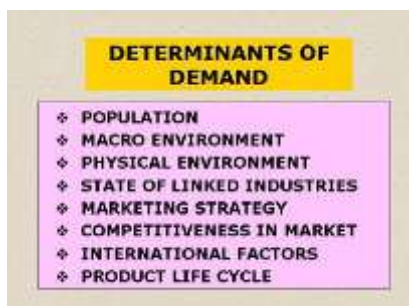 DETERMINANTS OF
DEMAND
❖ POPULATION
❖ MACRO ENVIRONMENT
❖ PHYSICAL ENVIRONMENT
❖ STATE OF LINKED INDUSTRIES
❖ MARKETING STRATEGY
❖ COMPETITIVENESS IN MARKET
❖ INTERNATIONAL FACTORS
❖ PRODUCT LIFE CYCLE